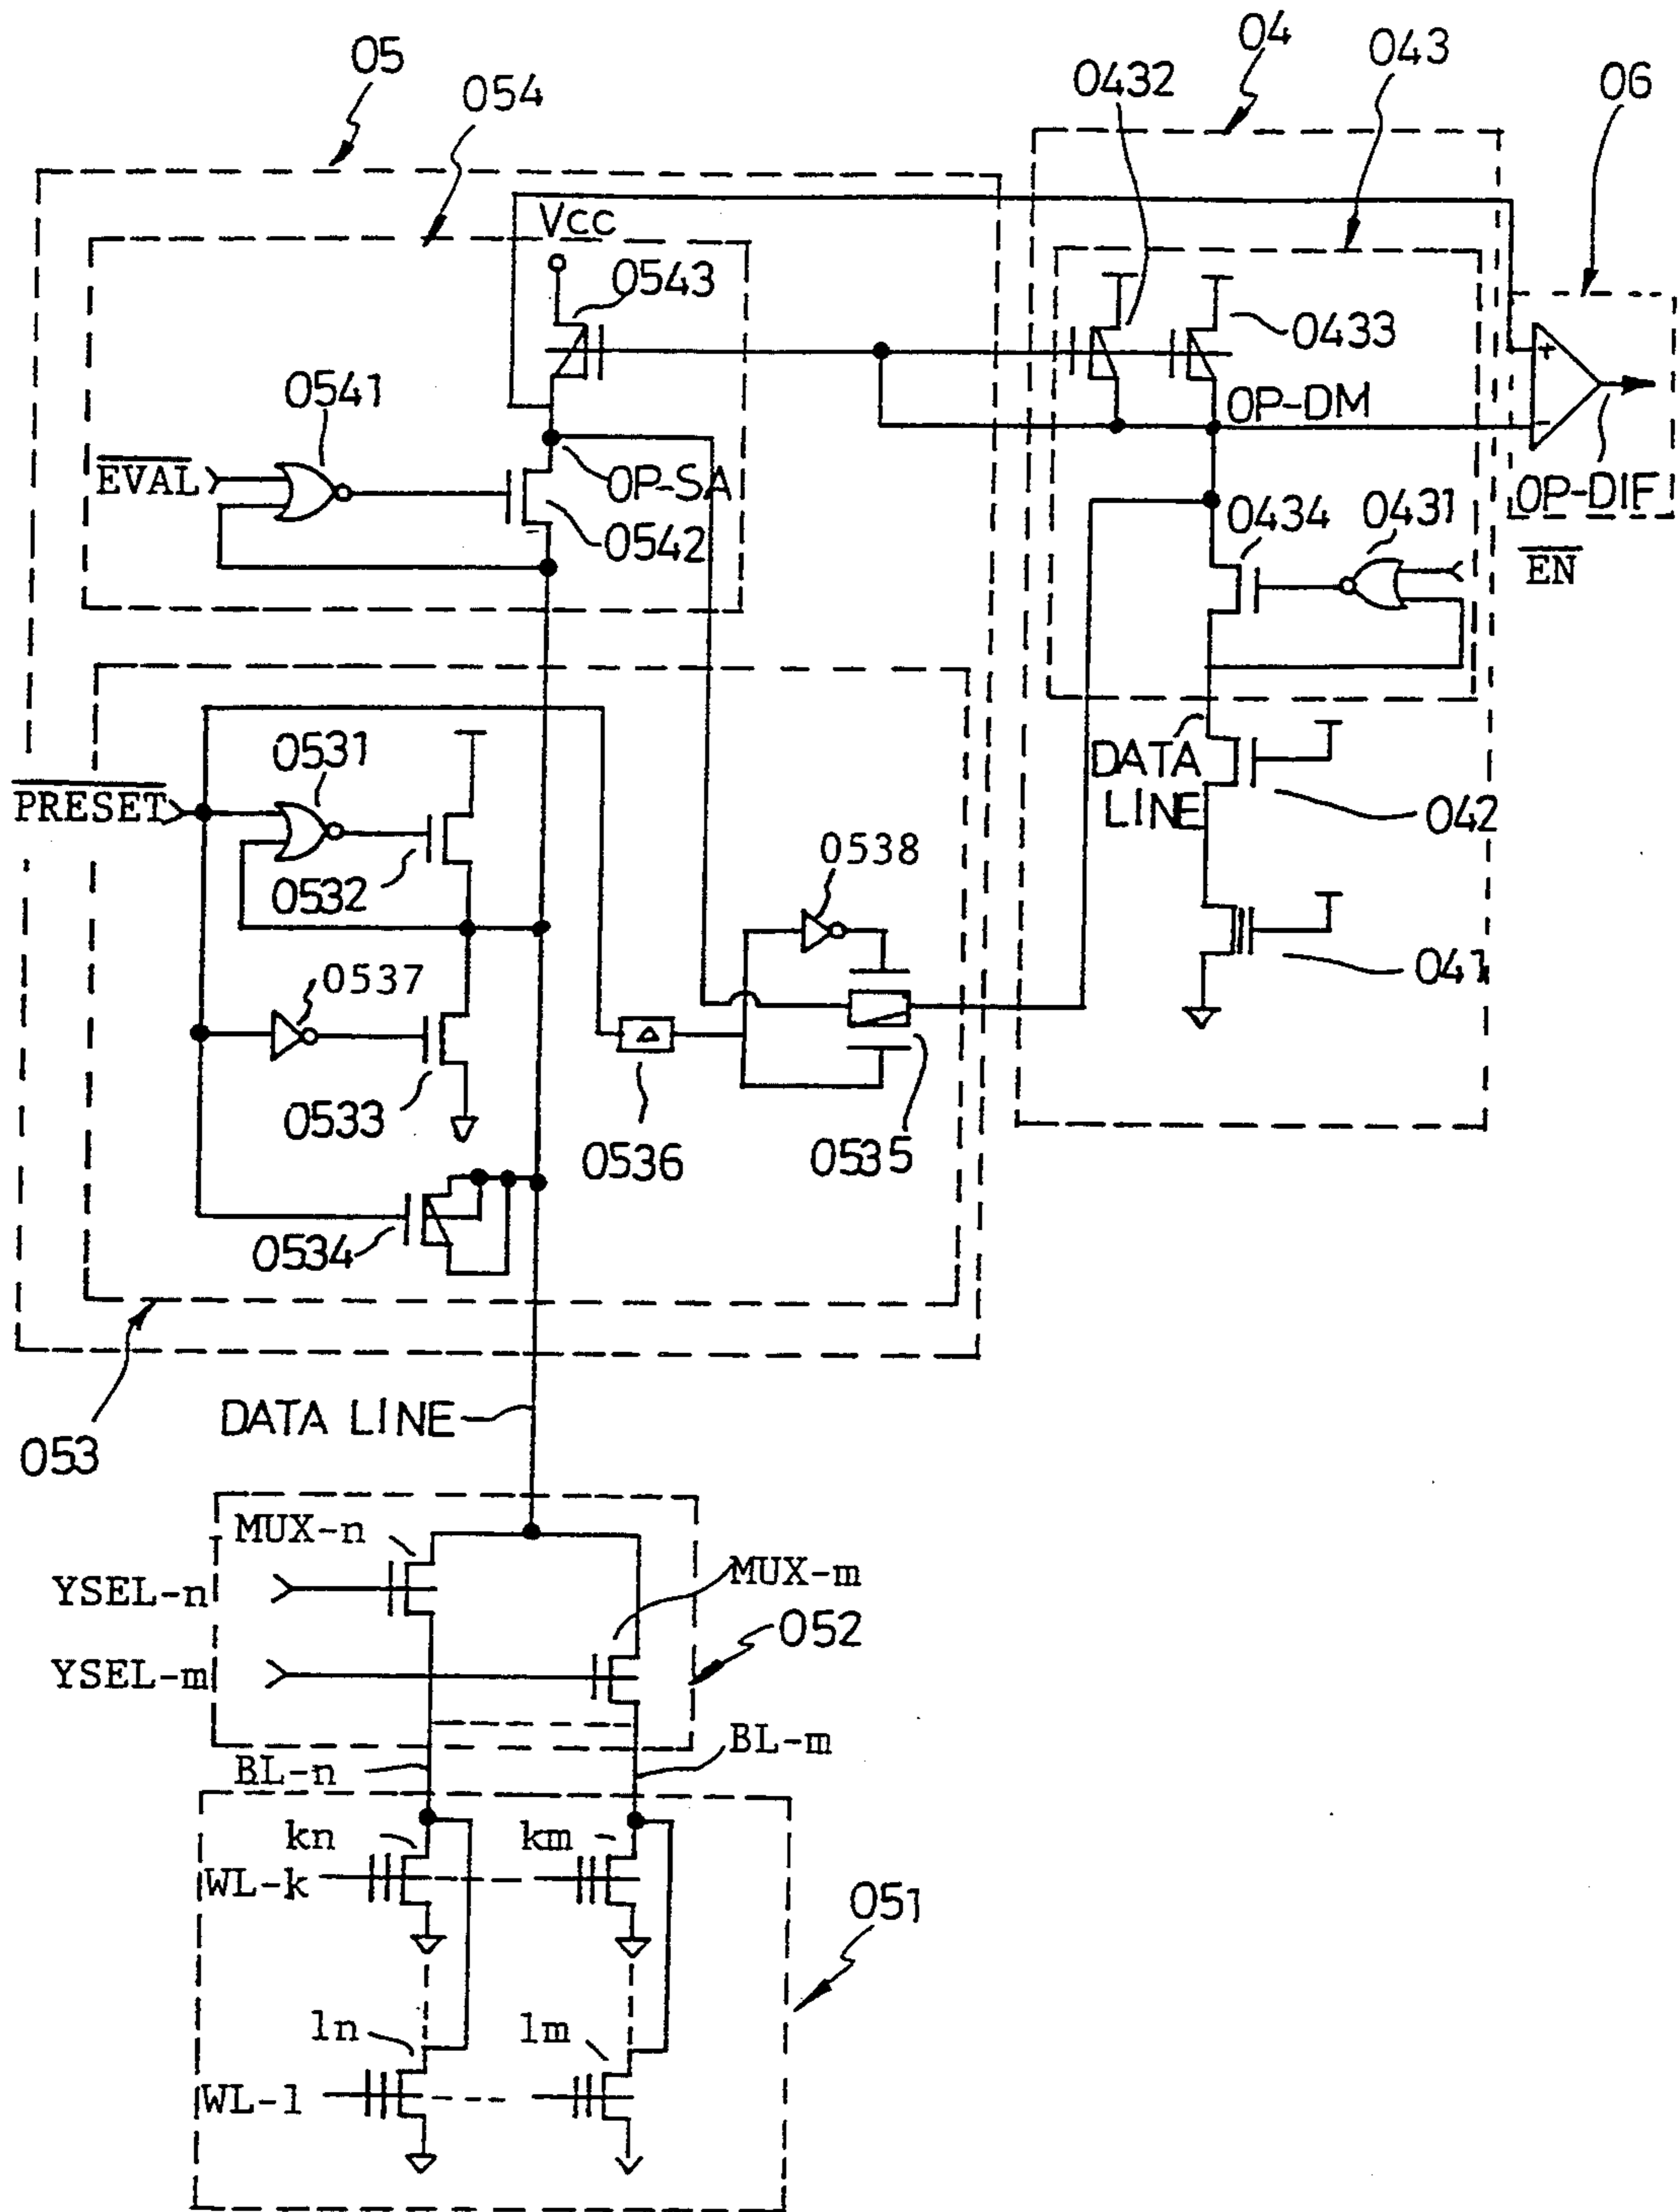 04
043
05
0432
06
054
Vcc
0543
0433
+
0541
OP-DM
-
EVAL
OP-SA
OP-DIF
0434
0431
0542
EN
0531
DATA
LINE
PRESET
042
0532
0538
0537
041
0533
0536
0535
0534
DATA LINE
053
MUX-n
MUX-m
YSEL-n
052
YSEL-m
BL-m
BL-n
kn
km
WL-k
051
ln
lm
WL-l